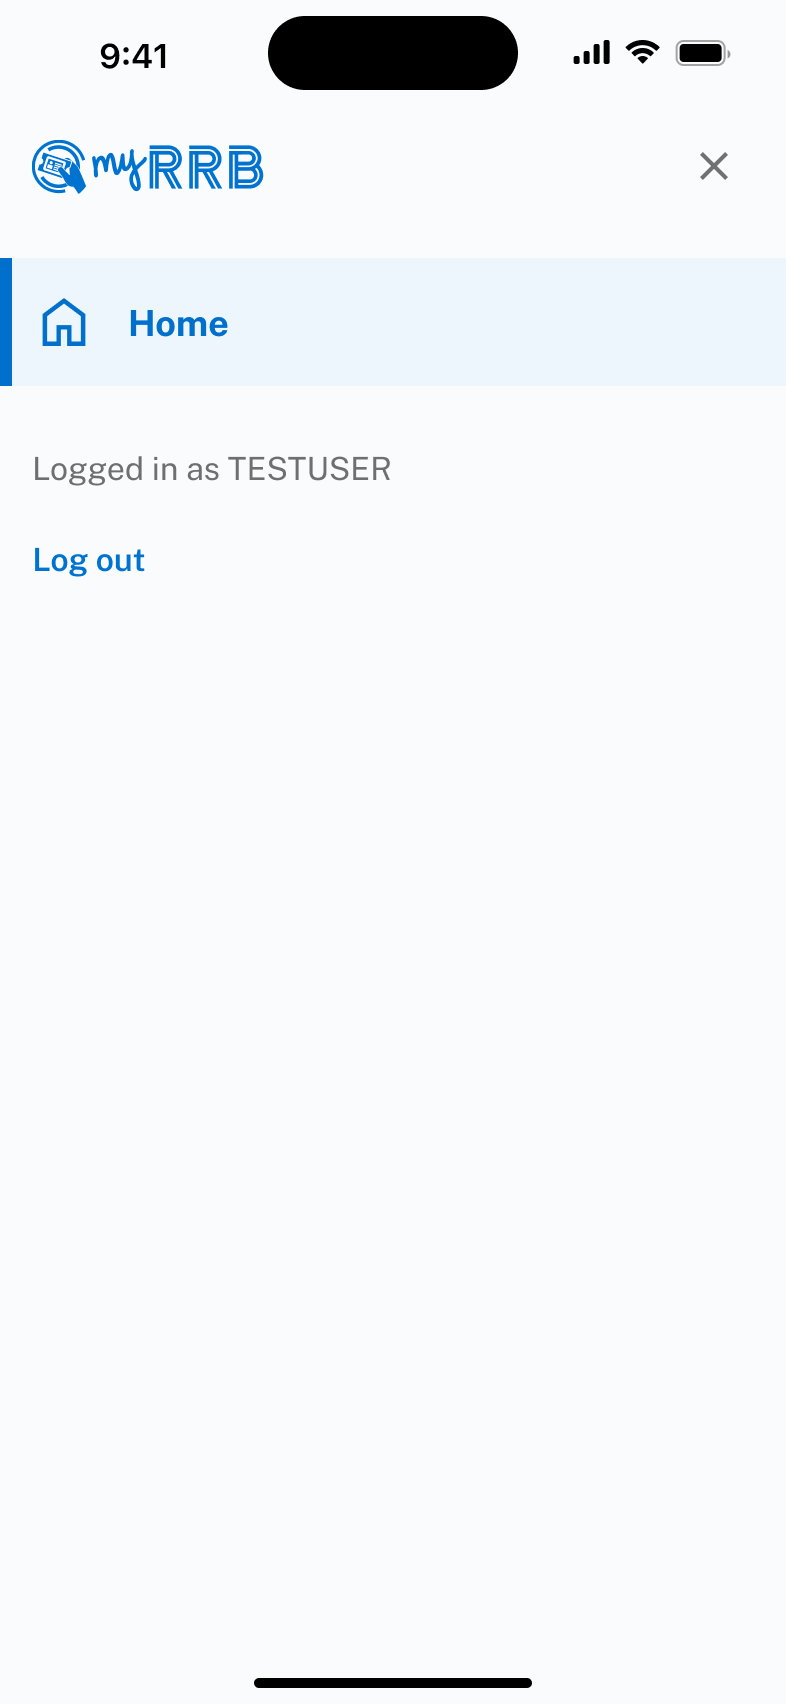 9:41
myRRB
Home
Logged in as TESTUSER
Log out